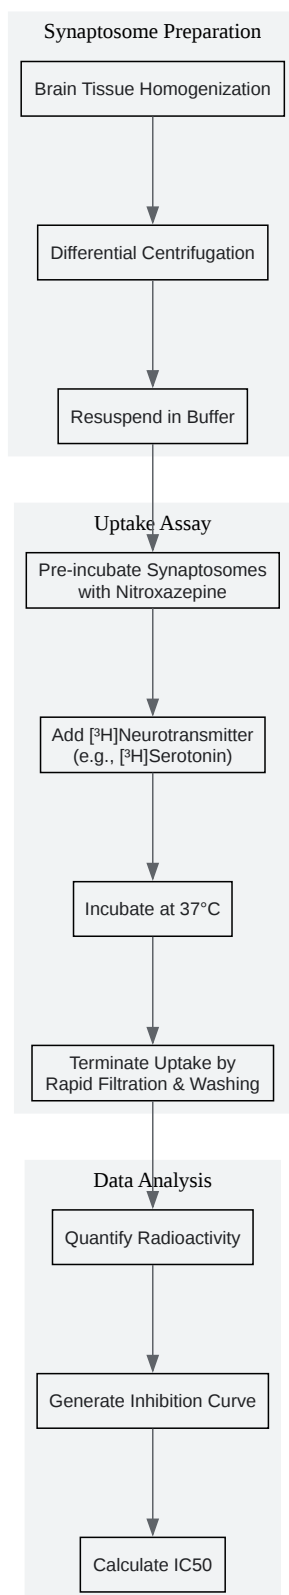 Synaptosome Preparation
Brain Tissue Homogenization
Differential Centrifugation
Resuspend in Buffer
Uptake Assay
Pre-incubate Synaptosomes
with Nitroxazepine
Add [³H]Neurotransmitter
(e.g., [³H]Serotonin)
Incubate at 37°C
Terminate Uptake by
Rapid Filtration & Washing
Data Analysis
Quantify Radioactivity
Generate Inhibition Curve
Calculate IC50